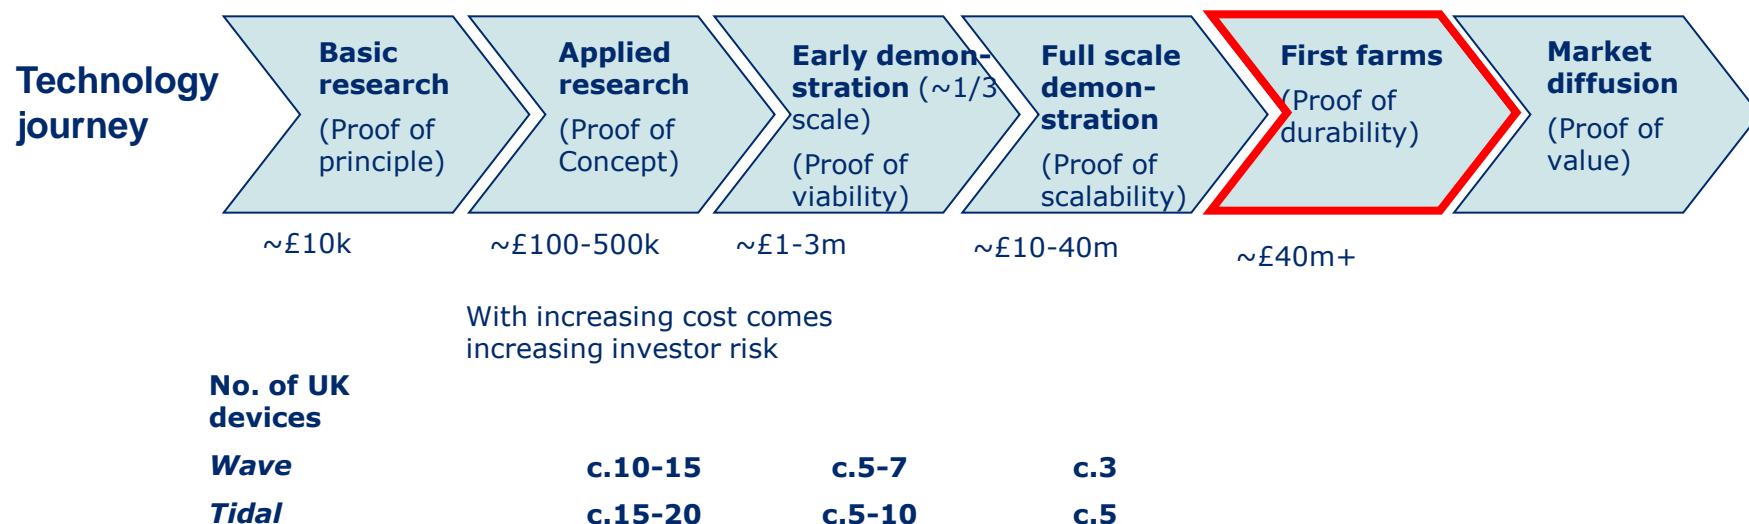 Technology
journey
Basic
research
(Proof of
principle)
Applied
research
(Proof of
Concept)
Early demon-
stration (~1/3
scale)
(Proof of
viability)
Full scale
demon-
stration
(Proof of
scalability)
First farms
(Proof of
durability)
Market
diffusion
(Proof of
value)
~£10k
~£100-500k
~£1-3m
~£10-40m
~£40m+
With increasing cost comes
increasing investor risk
No. of UK
devices
Wave c.10-15 c.5-7 c.3
Tidal c.15-20 c.5-10 c.5